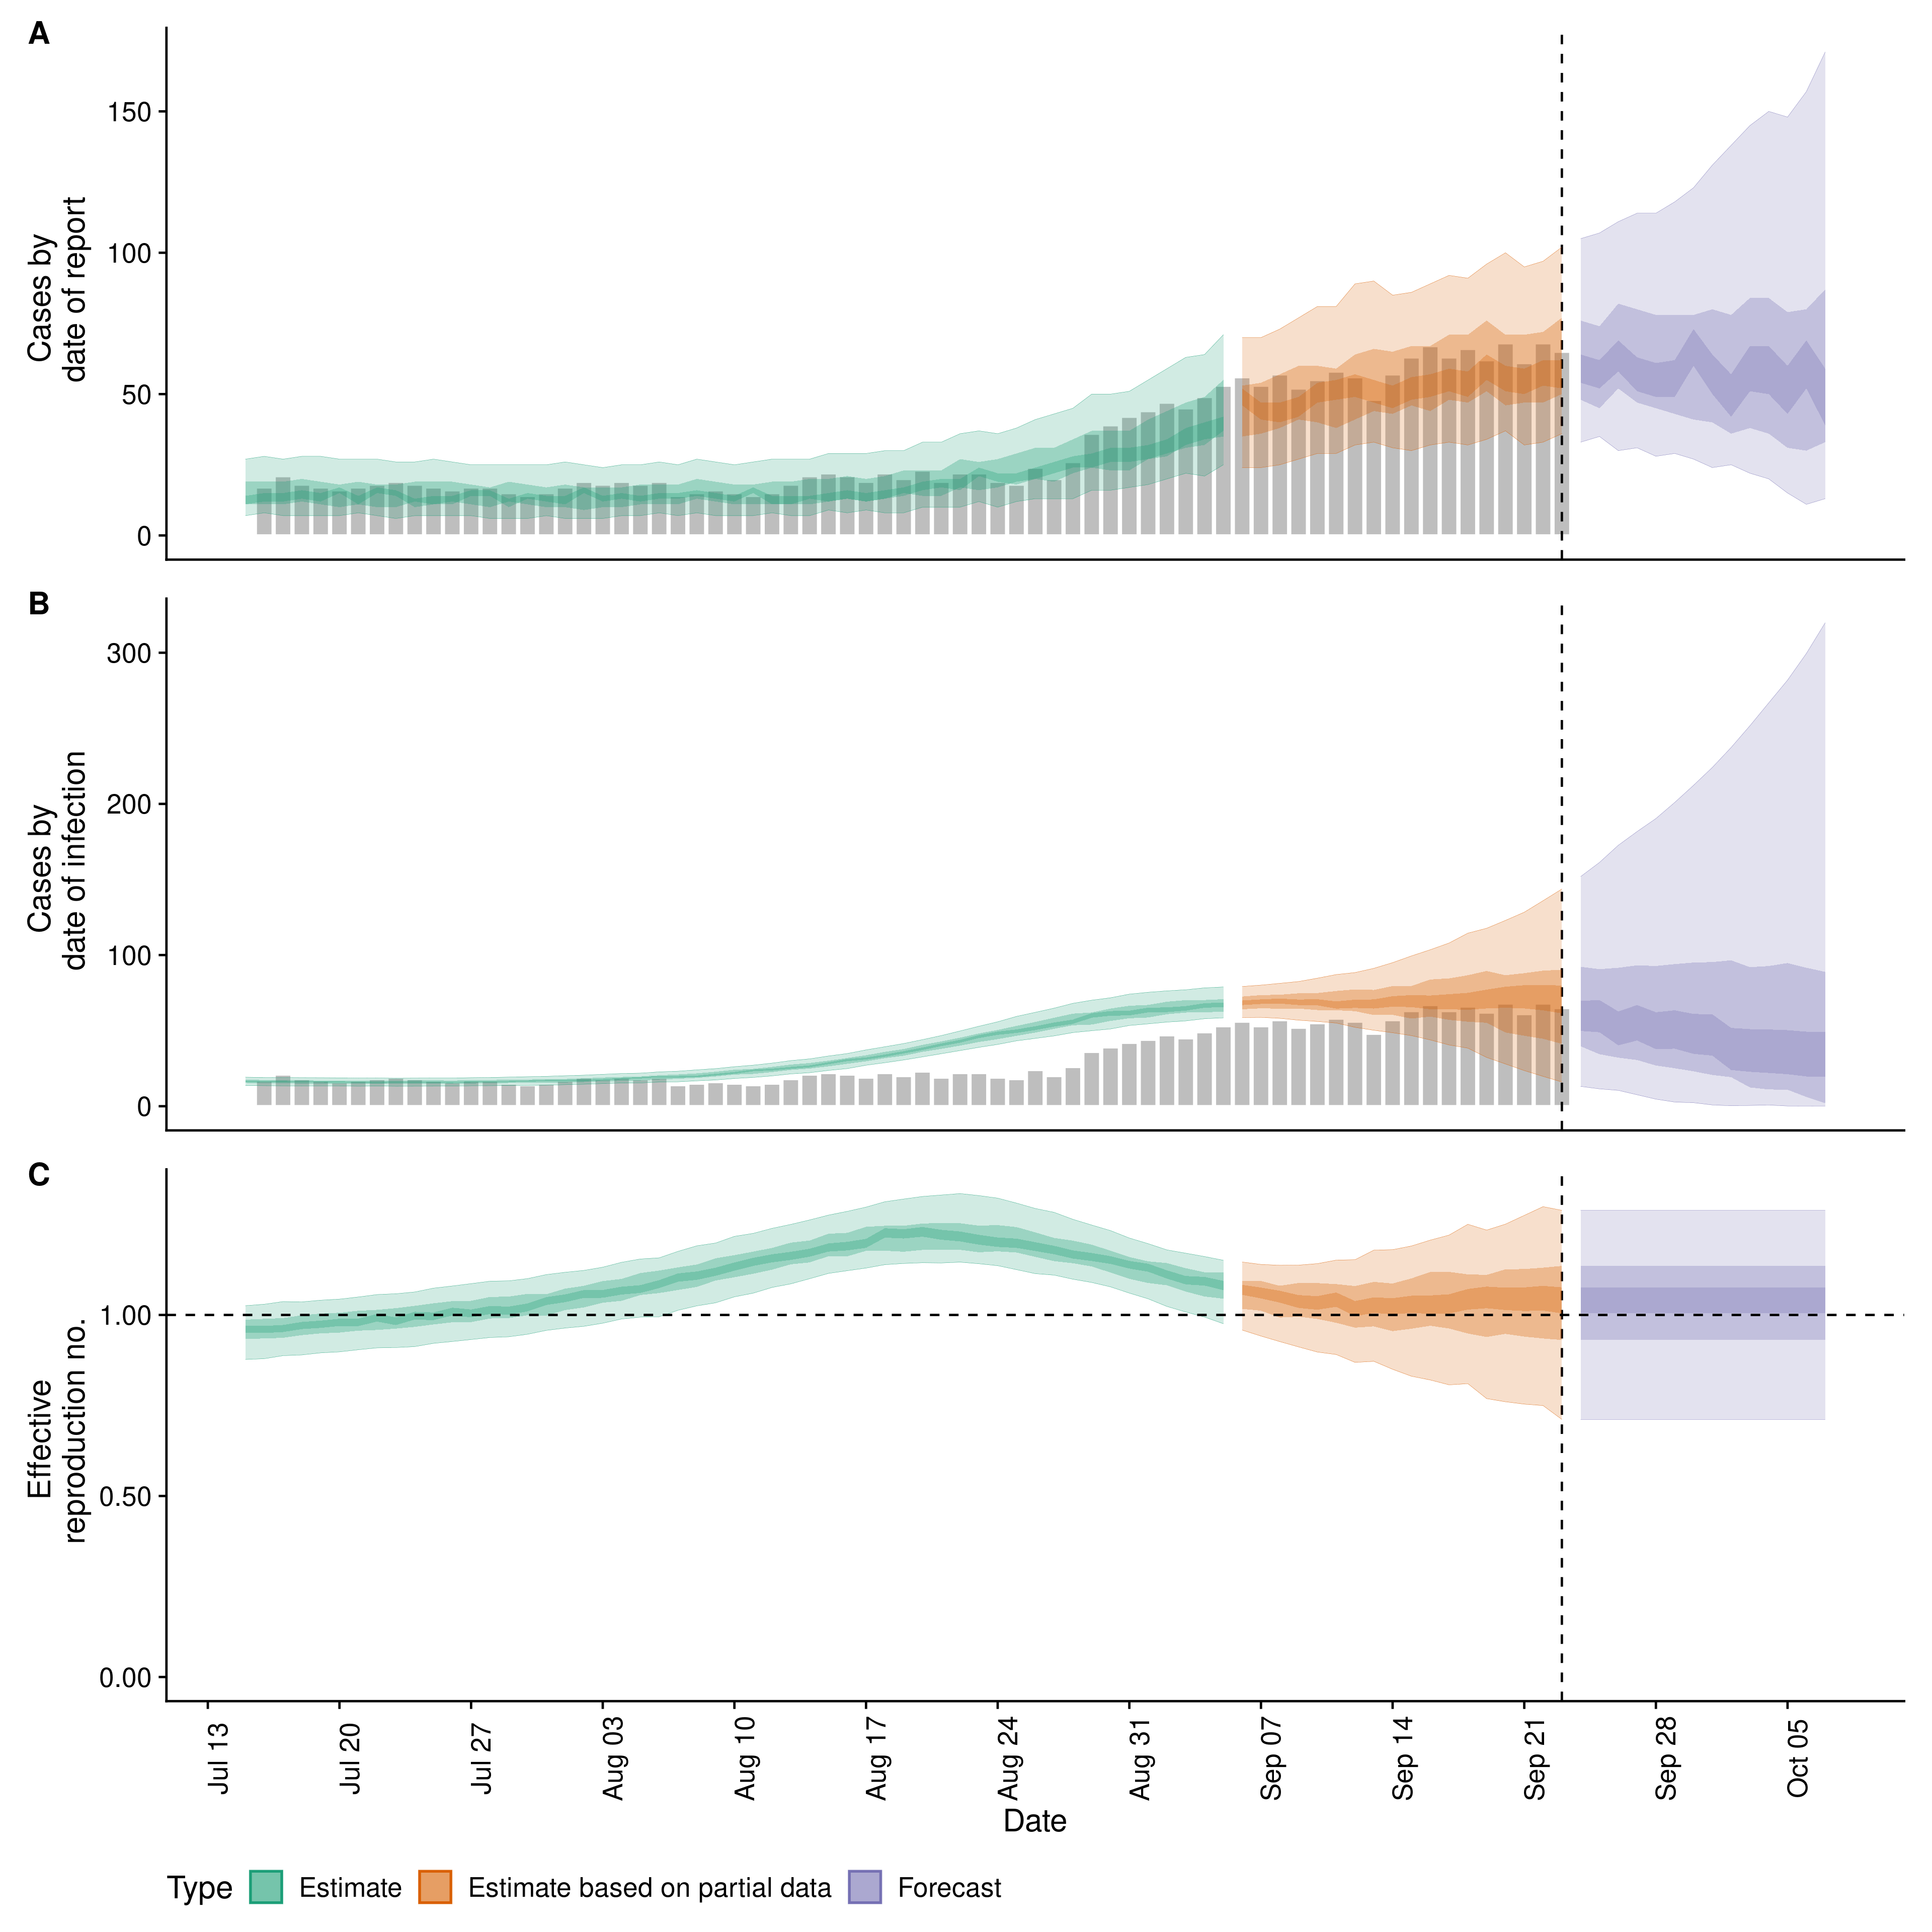 A
Cases by
date of report
150
100
50
0
B
Cases by
date of infection
300
200
100
0
C
Effective
reproduction no.
1.00
0.50
0.00
Jul 13
Jul 20
Jul 27
Aug 03
Aug 10
Aug 17
Aug 24
Aug 31
Sep 07
Sep 14
Sep 21
Sep 28
Oct 05
Date
Type Estimate Estimate based on partial data Forecast